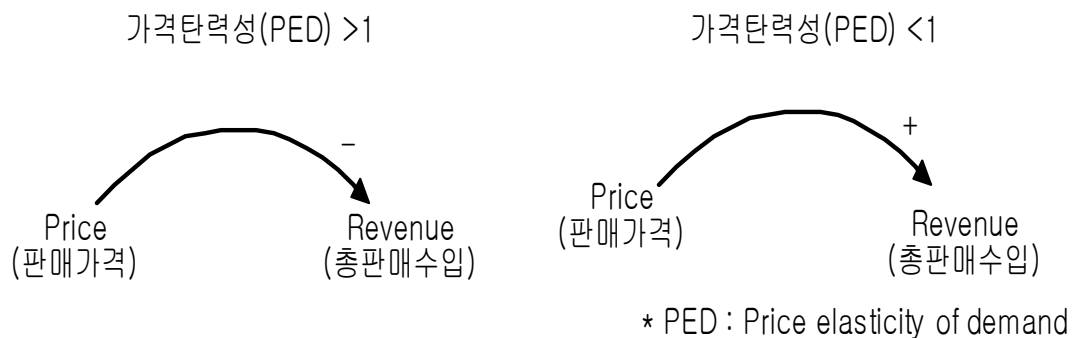 가격탄력성(PED) >1
가격탄력성(PED) <1
-
+
Price
(판매가격)
Revenue
(총판매수입)
Price
(판매가격)
Revenue
(총판매수입)
* PED : Price elasticity of demand